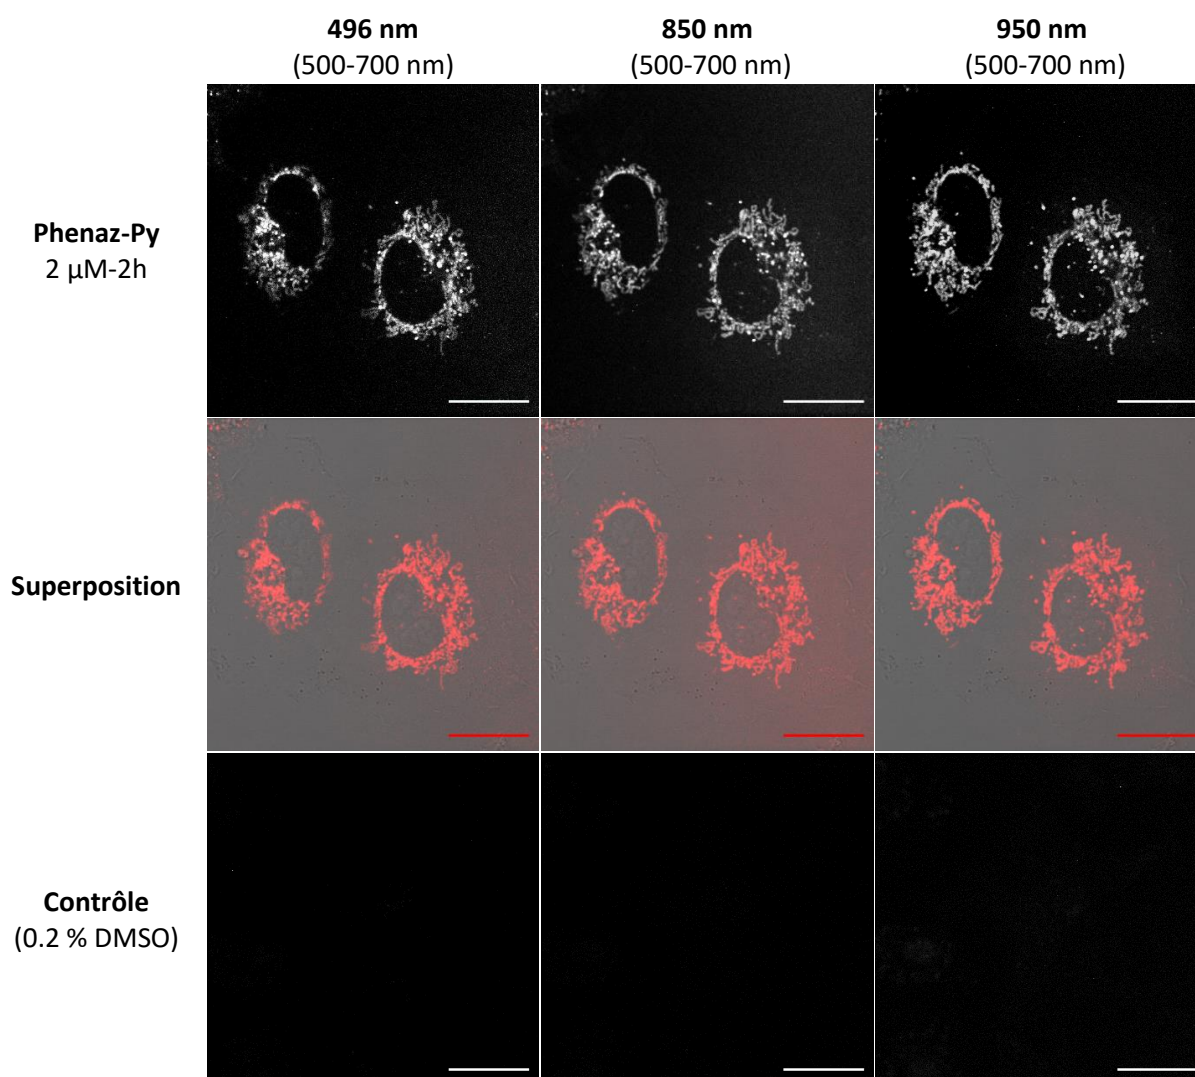 496 nm
(500-700 nm)
850 nm
(500-700 nm)
950 nm
(500-700 nm)
Phenaz-Py
2 µM-2h
Superposition
Contrôle
(0.2 % DMSO)